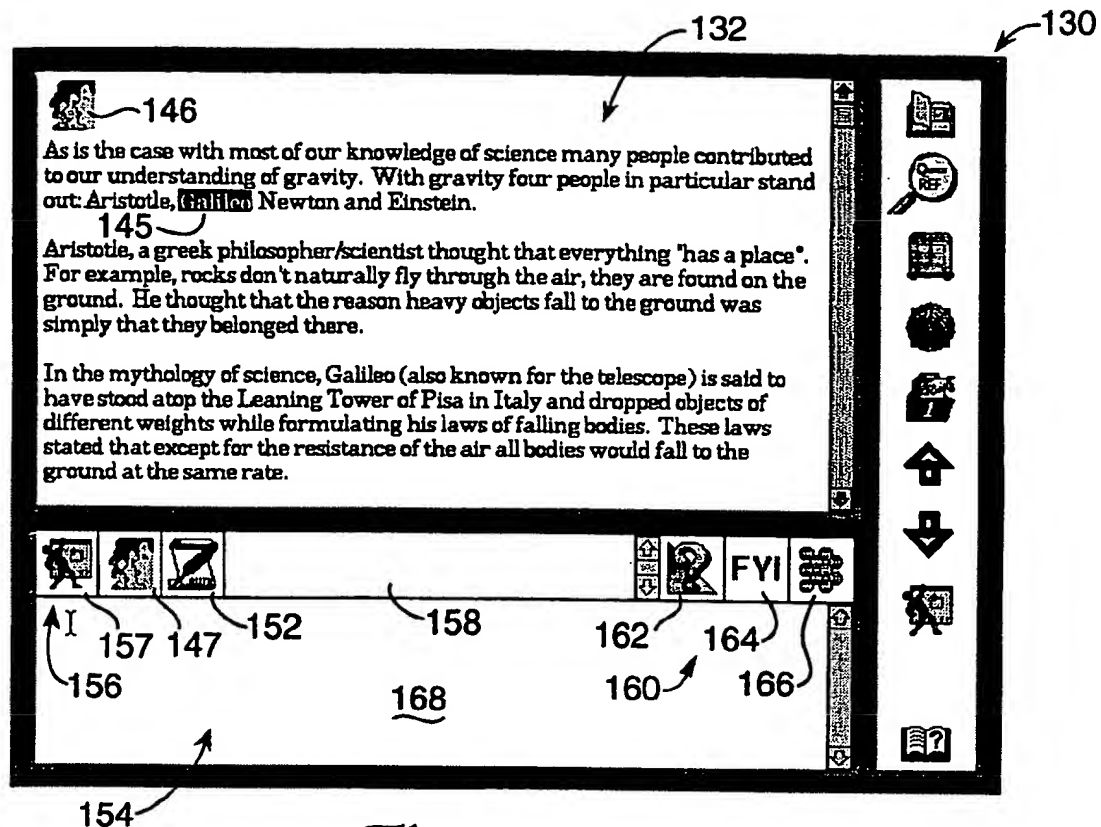 132
130
146
As is the case with most of our knowledge of science many people contributed
to our understanding of gravity. With gravity four people in particular stand
out: Aristotle, Galileo Newton and Einstein.
145
Aristotle, a greek philosopher/scientist thought that everything "has a place".
For example, rocks don't naturally fly through the air, they are found on the
ground. He thought that the reason heavy objects fall to the ground was
simply that they belonged there.
In the mythology of science, Galileo (also known for the telescope) is said to
have stood atop the Leaning Tower of Pisa in Italy and dropped objects of
different weights while formulating his laws of falling bodies. These laws
stated that except for the resistance of the air all bodies would fall to the
ground at the same rate.
REF
1
FYI
157 147 152 158 162 164
156 168 160 166
?
154